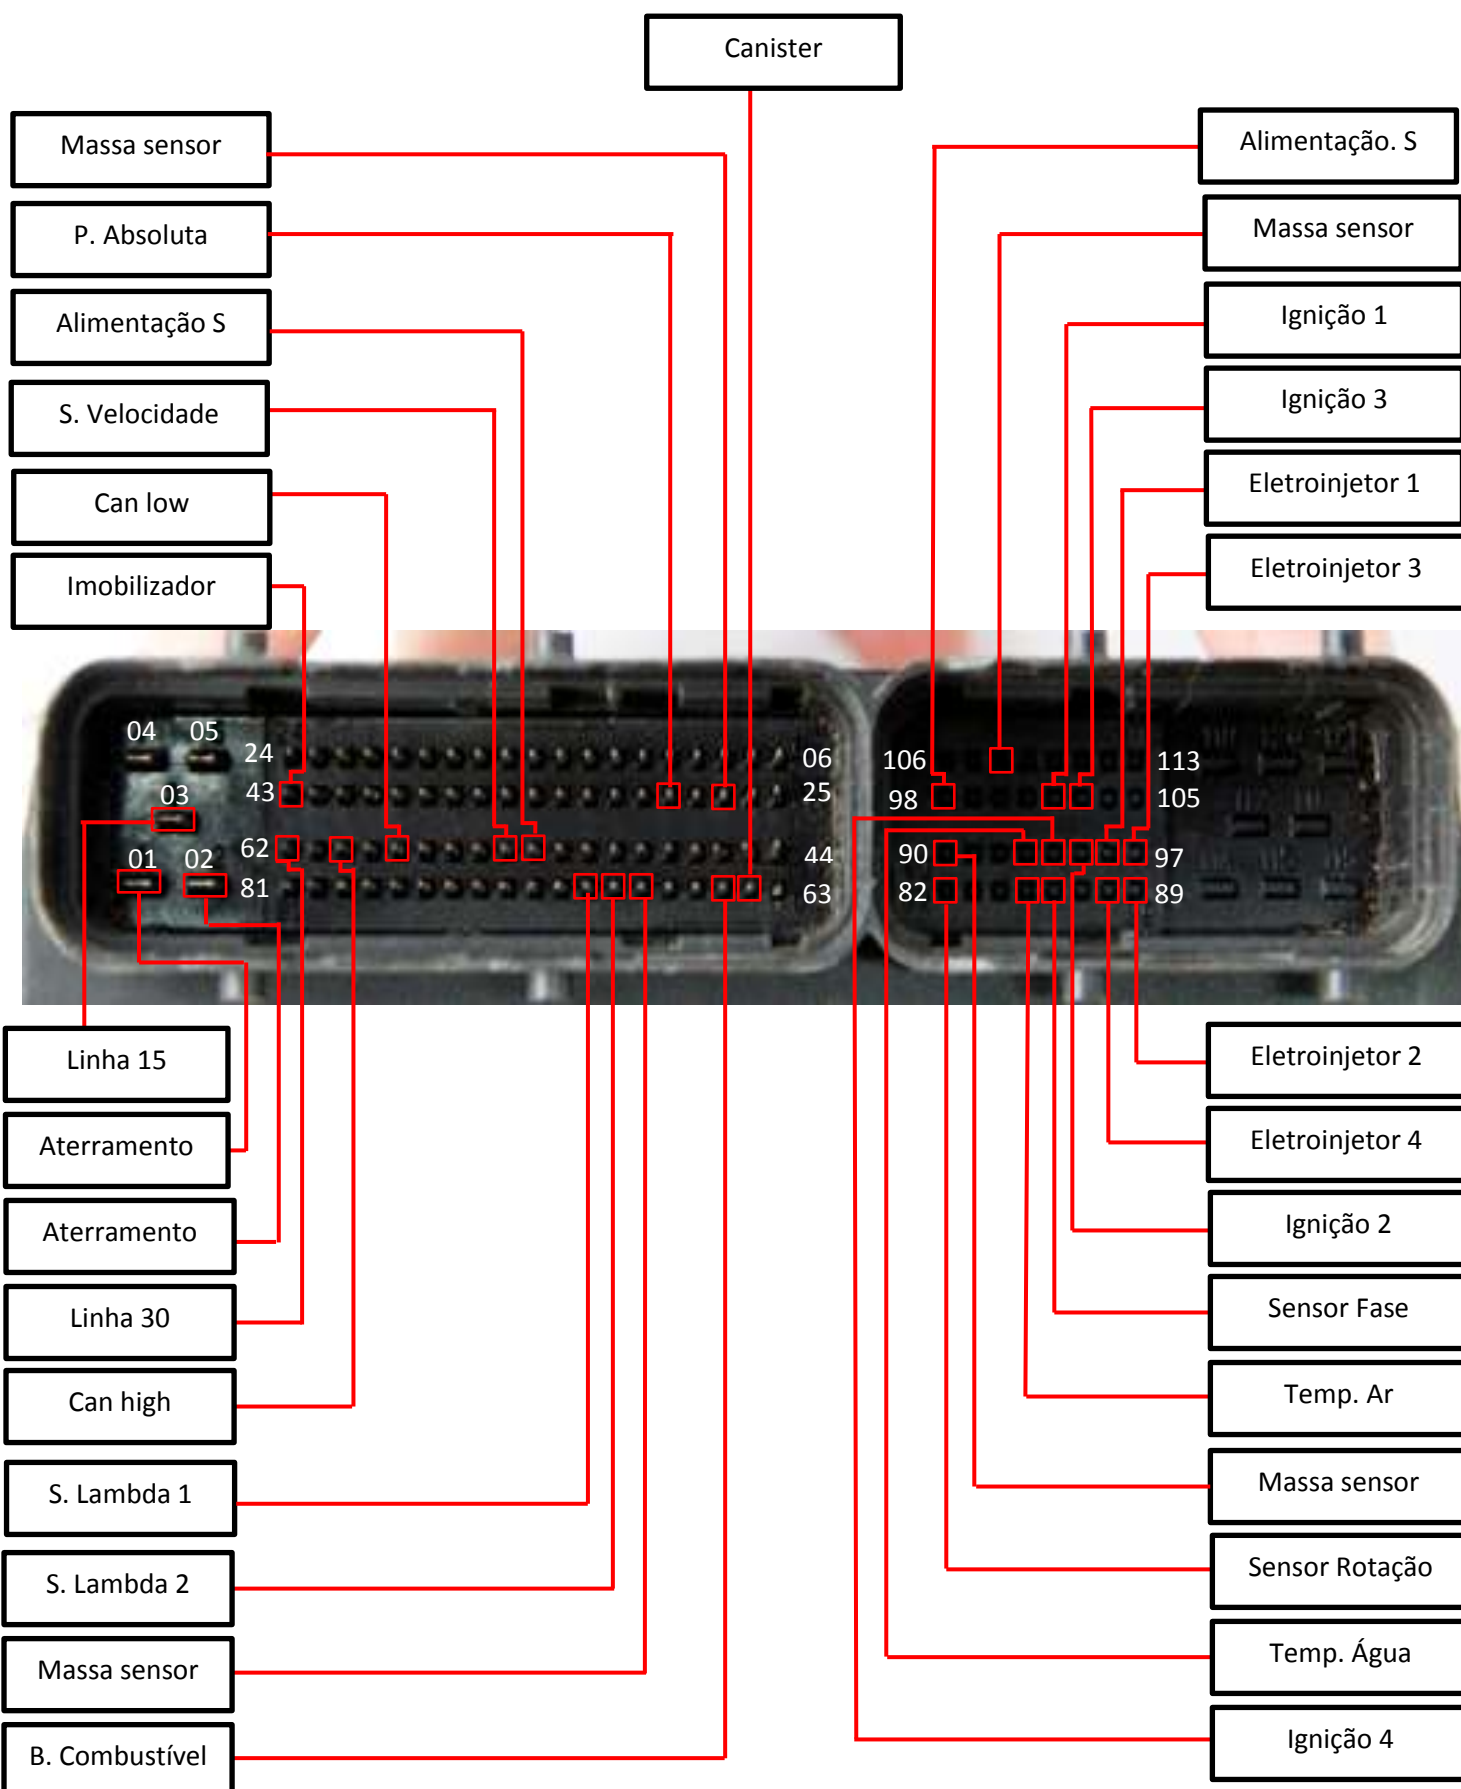 Canister
Massa sensor
P. Absoluta
Alimentação S
S. Velocidade
Can low
Imobilizador
Alimentação. S
Massa sensor
Ignição 1
Ignição 3
Eletroinjetor 1
Eletroinjetor 3
04 05 24 06 106 113
03 43 25 98 105
01 02 62 44 90 97
81 63 82 89
Linha 15
Aterramento
Aterramento
Linha 30
Can high
S. Lambda 1
S. Lambda 2
Massa sensor
B. Combustível
Eletroinjetor 2
Eletroinjetor 4
Ignição 2
Sensor Fase
Temp. Ar
Massa sensor
Sensor Rotação
Temp. Água
Ignição 4